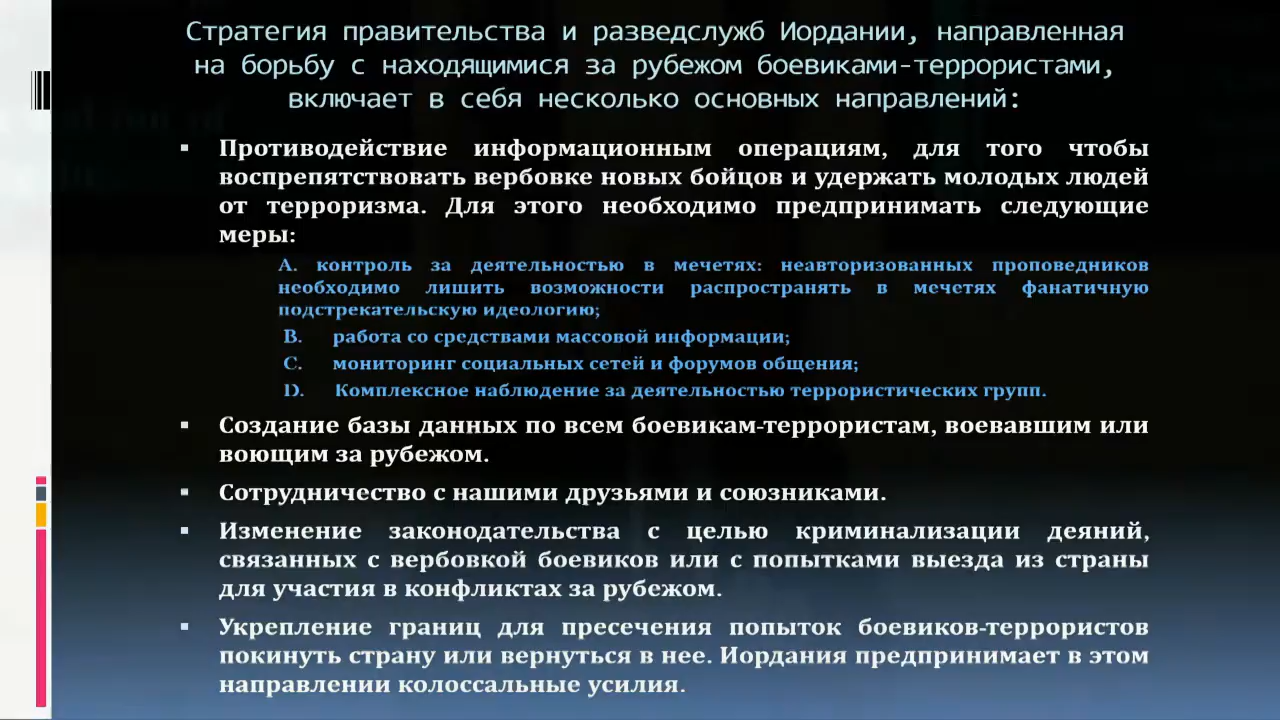 Стратегия правительства и разведслужб Иордании, направленная
на борьбу с находящимися за рубежом боевиками-террористами,
включает в себя несколько основных направлений:
▪ Противодействие информационным операциям, для того чтобы
воспрепятствовать вербовке новых бойцов и удержать молодых людей
от терроризма. Для этого необходимо предпринимать следующие
меры:
A. контроль за деятельностью в мечетях: неавторизованных проповедников
необходимо лишить возможности распространять в мечетях фанатичную
подстрекательскую идеологию;
B. работа со средствами массовой информации;
C. мониторинг социальных сетей и форумов общения;
D. Комплексное наблюдение за деятельностью террористических групп.
▪ Создание базы данных по всем боевикам-террористам, воевавшим или
воющим за рубежом.
▪ Сотрудничество с нашими друзьями и союзниками.
▪ Изменение законодательства с целью криминализации деяний,
связанных с вербовкой боевиков или с попытками выезда из страны
для участия в конфликтах за рубежом.
▪ Укрепление границ для пресечения попыток боевиков-террористов
покинуть страну или вернуться в нее. Иордания предпринимает в этом
направлении колоссальные усилия.